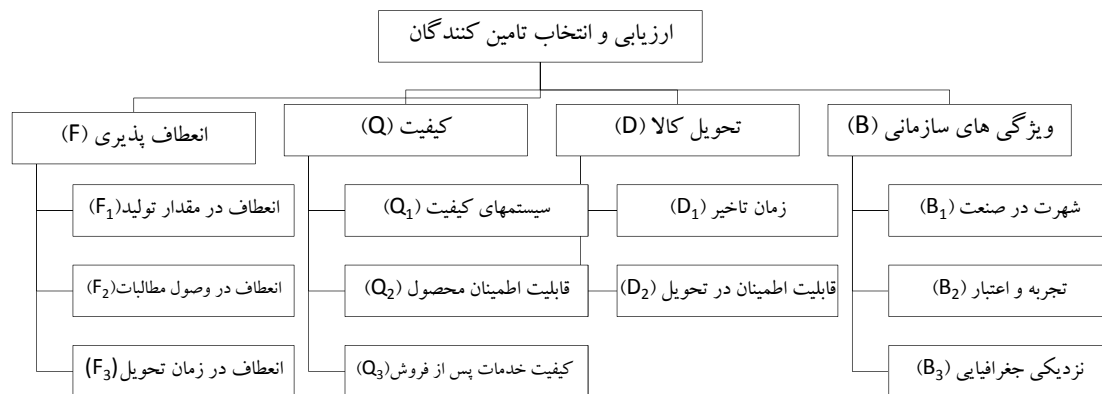 ارزیابی و انتخاب تامین کنندگان
ویژگی های سازمانی (B)
تحویل کالا (D)
کیفیت (Q)
انعطاف پذیری (F)
شهرت در صنعت (B₁)
زمان تاخیر (D₁)
سیستمهای کیفیت (Q₁)
انعطاف در مقدار تولید(F₁)
تجربه و اعتبار (B₂)
قابلیت اطمینان در تحویل (D₂)
قابلیت اطمینان محصول (Q₂)
انعطاف در وصول مطالبات(F₂)
نزدیکی جغرافیایی (B₃)
کیفیت خدمات پس از فروش(Q₃)
انعطاف در زمان تحویل(F₃)